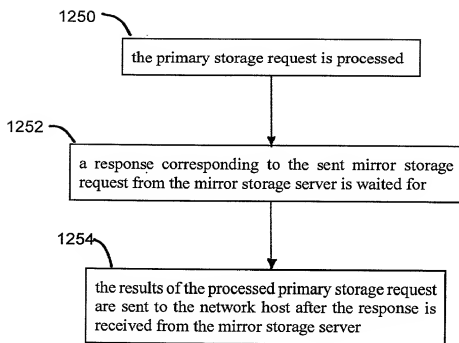 1250
the primary storage request is processed
1252
a response corresponding to the sent mirror storage
request from the mirror storage server is waited for
1254
the results of the processed primary storage request
are sent to the network host after the response is
received from the mirror storage server